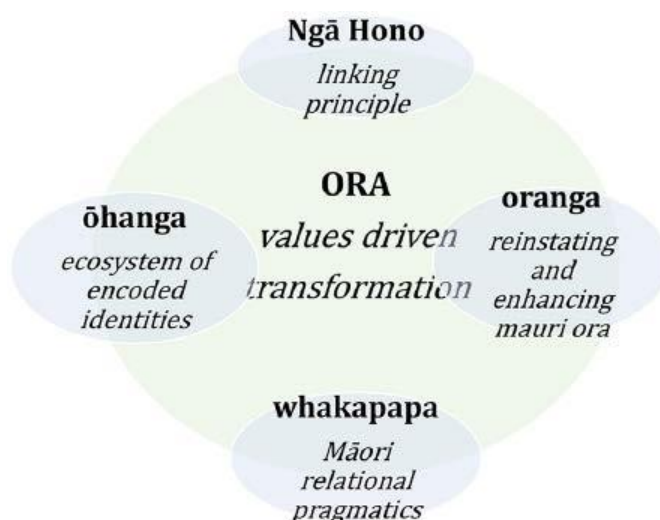 Ngā Hono
linking
principle
ORA
values driven
transformation
ōhanga
ecosystem of
encoded
identities
oranga
reinstating
and
enhancing
mauri ora
whakapapa
Māori
relational
pragmatics